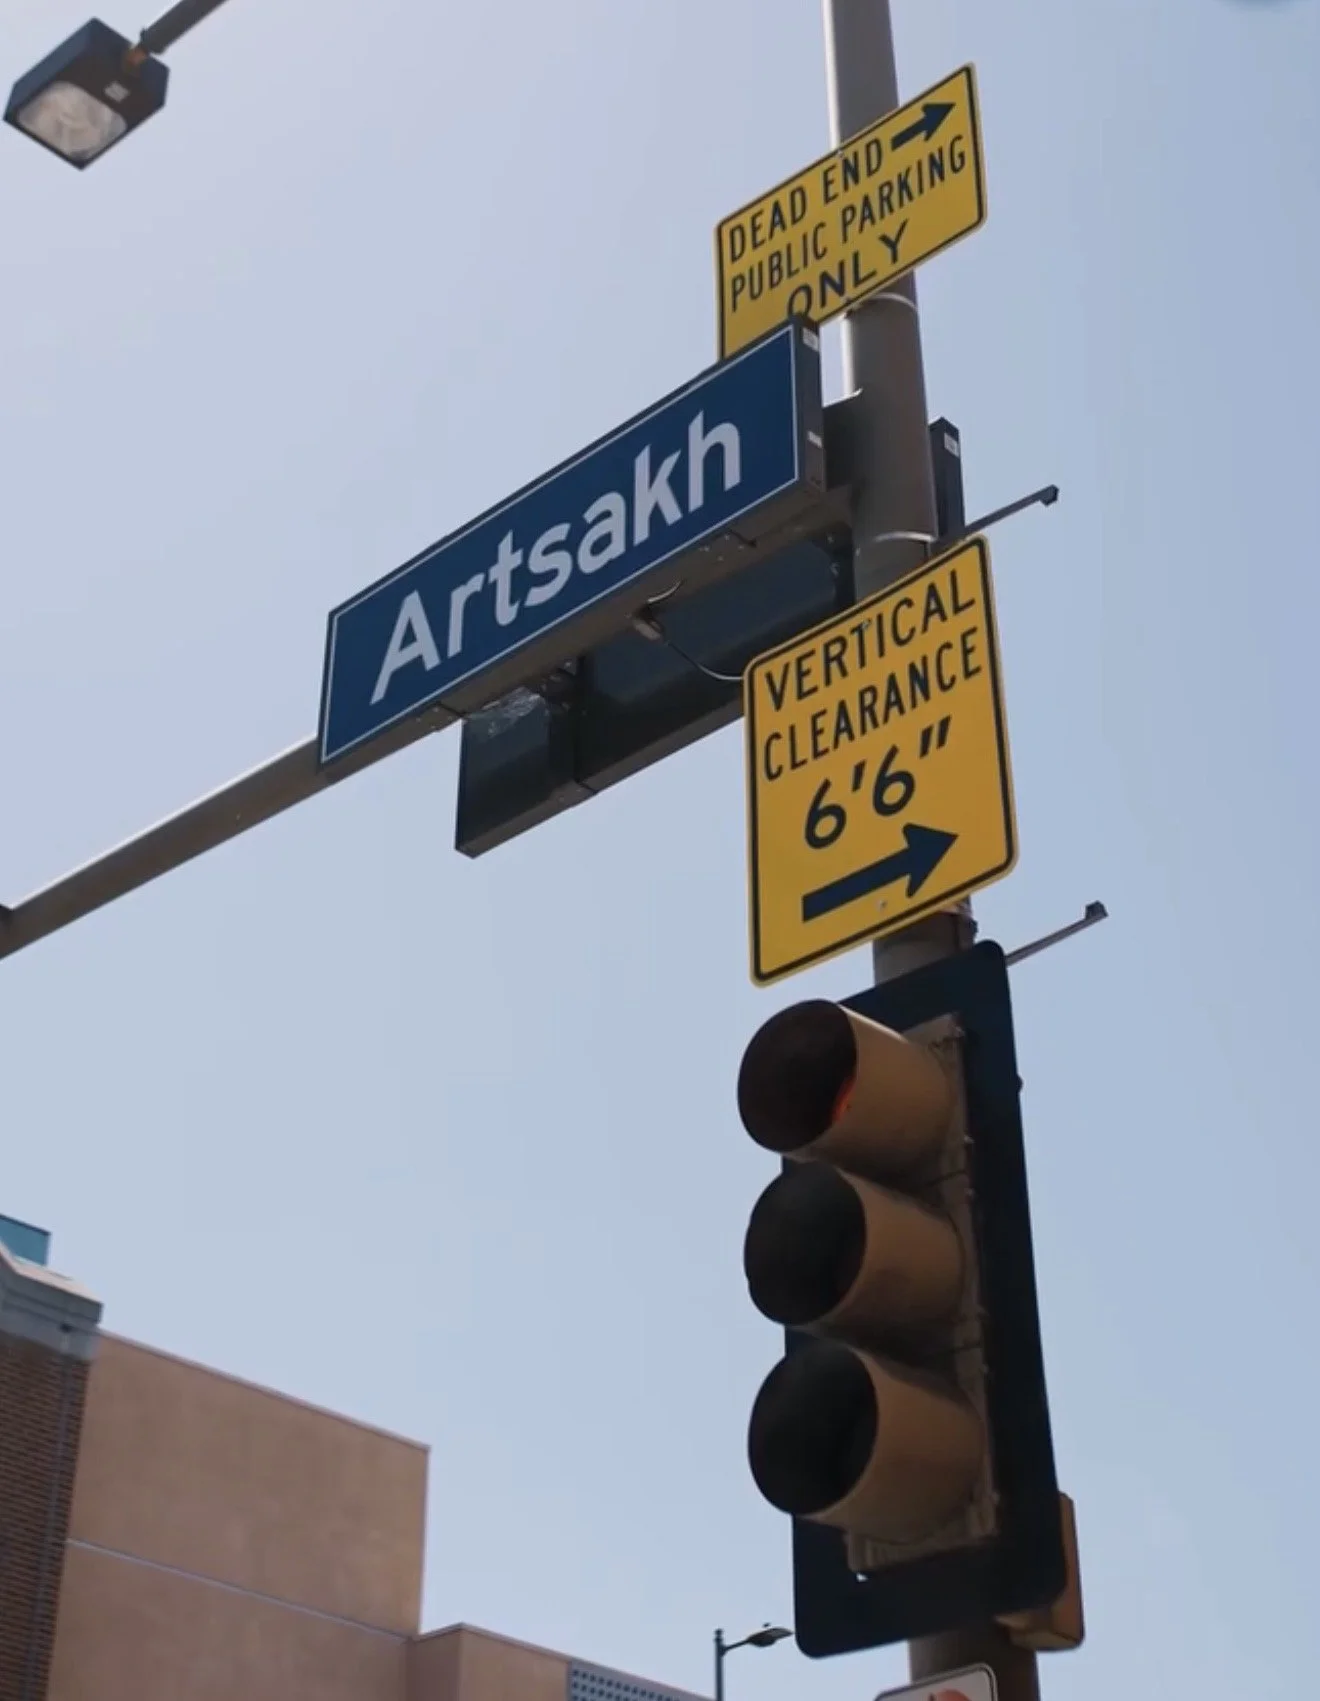 DEAD END
PUBLIC PARKING
ONLY
Artsakh
VERTICAL
CLEARANCE
6'6"